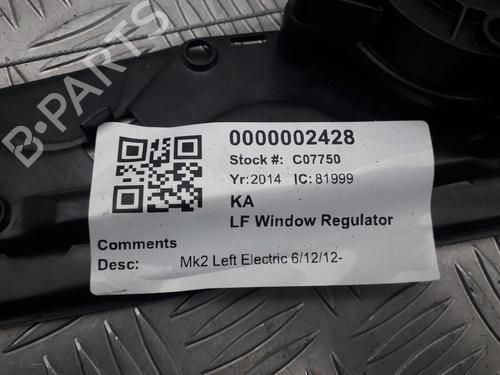 B-PARTS
0000002428
Stock #: C07750
Yr:2014 IC:81999
KA
LF Window Regulator
Comments
Desc: Mk2 Left Electric 6/12/12-